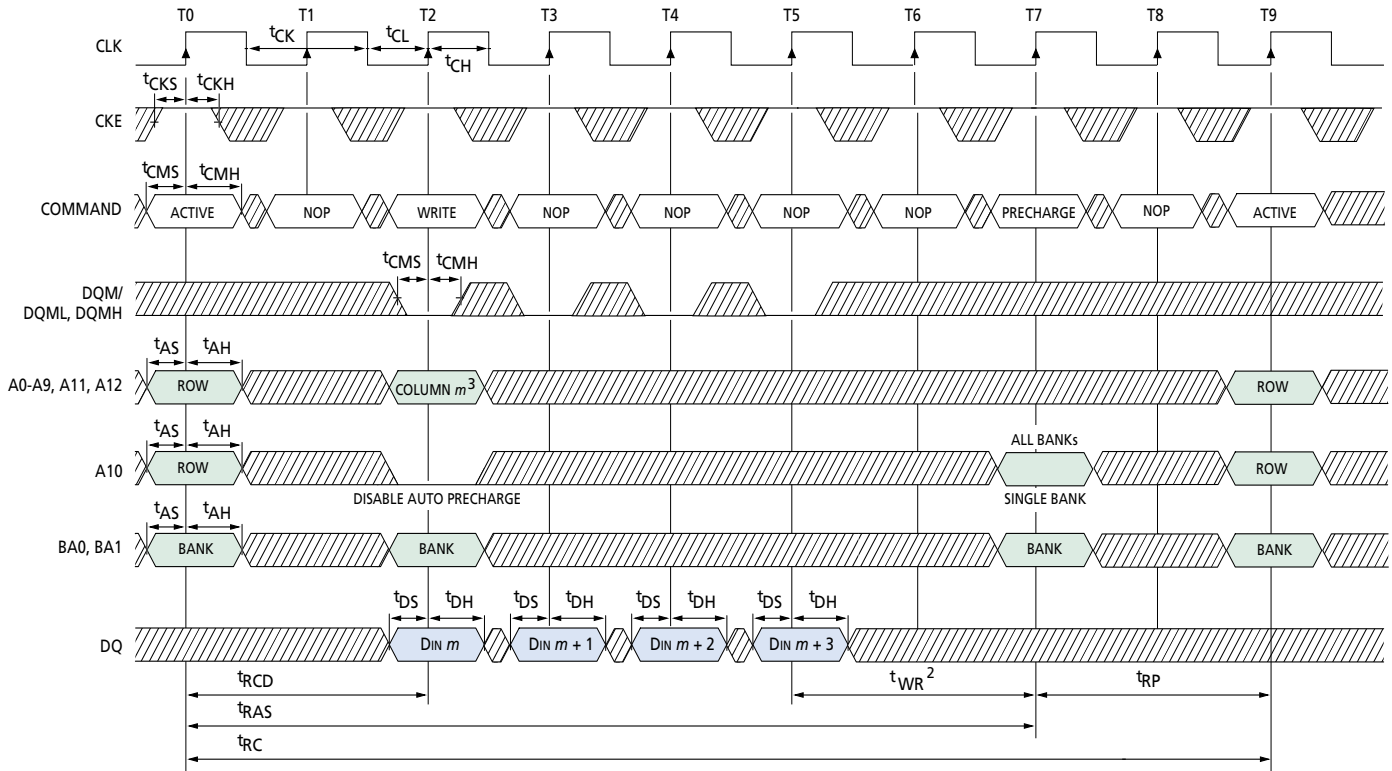 T0 T1 T2 T3 T4 T5 T6 T7 T8 T9
CLK
tCK
tCL
tCH
tCKS
tCKH
CKE
tCMS
tCMH
COMMAND
ACTIVE NOP WRITE NOP NOP NOP NOP PRECHARGE NOP ACTIVE
tCMS
tCMH
DQM/
DQML, DQMH
tAS
tAH
A0-A9, A11, A12
ROW COLUMN m3 ROW
tAS
tAH
ALL BANKs
A10
ROW ROW
DISABLE AUTO PRECHARGE
SINGLE BANK
tAS
tAH
BA0, BA1
BANK BANK BANK BANK
tDS tDH tDS tDH tDS tDH tDS tDH
DQ
DIN m DIN m + 1 DIN m + 2 DIN m + 3
tRCD
tWR2
tRP
tRAS
tRC